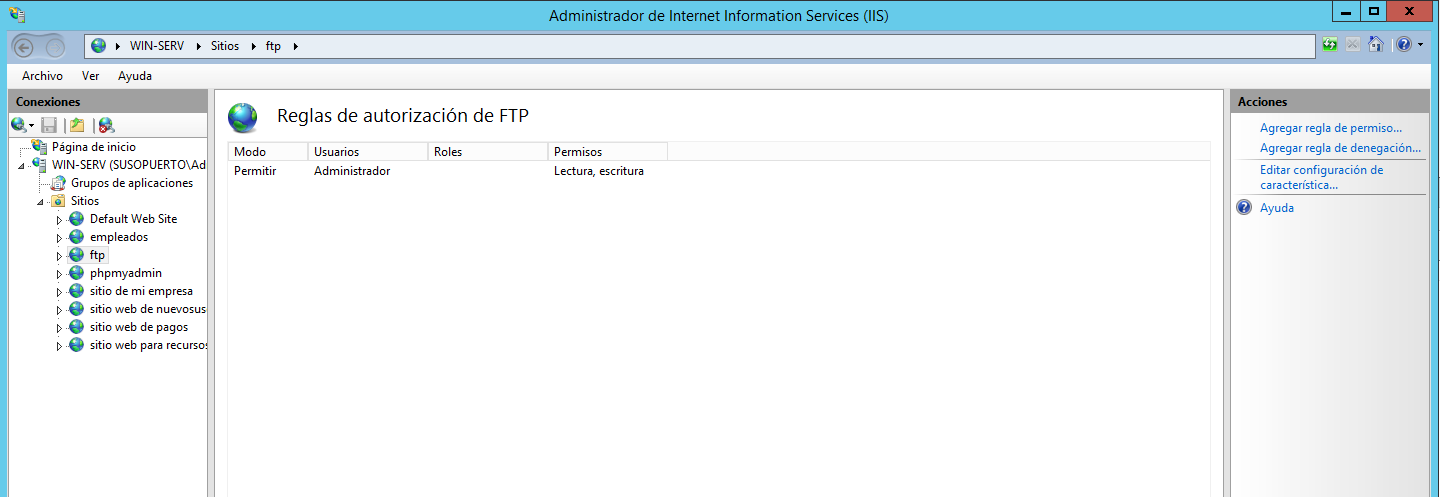 Administrador de Internet Information Services (IIS)
WIN-SERV
Sitios
ftp
Archivo Ver Ayuda
Conexiones
Página de inicio
WIN-SERV (SUSOPUERTO\Ad
Grupos de aplicaciones
Sitios
Default Web Site
empleados
ftp
phpmyadmin
sitio de mi empresa
sitio web de nuevosus
sitio web de pagos
sitio web para recursos
Reglas de autorización de FTP
Modo Usuarios Roles Permisos
Permitir Administrador Lectura, escritura
Acciones
Agregar regla de permiso...
Agregar regla de denegación...
Editar configuración de
característica...
Ayuda